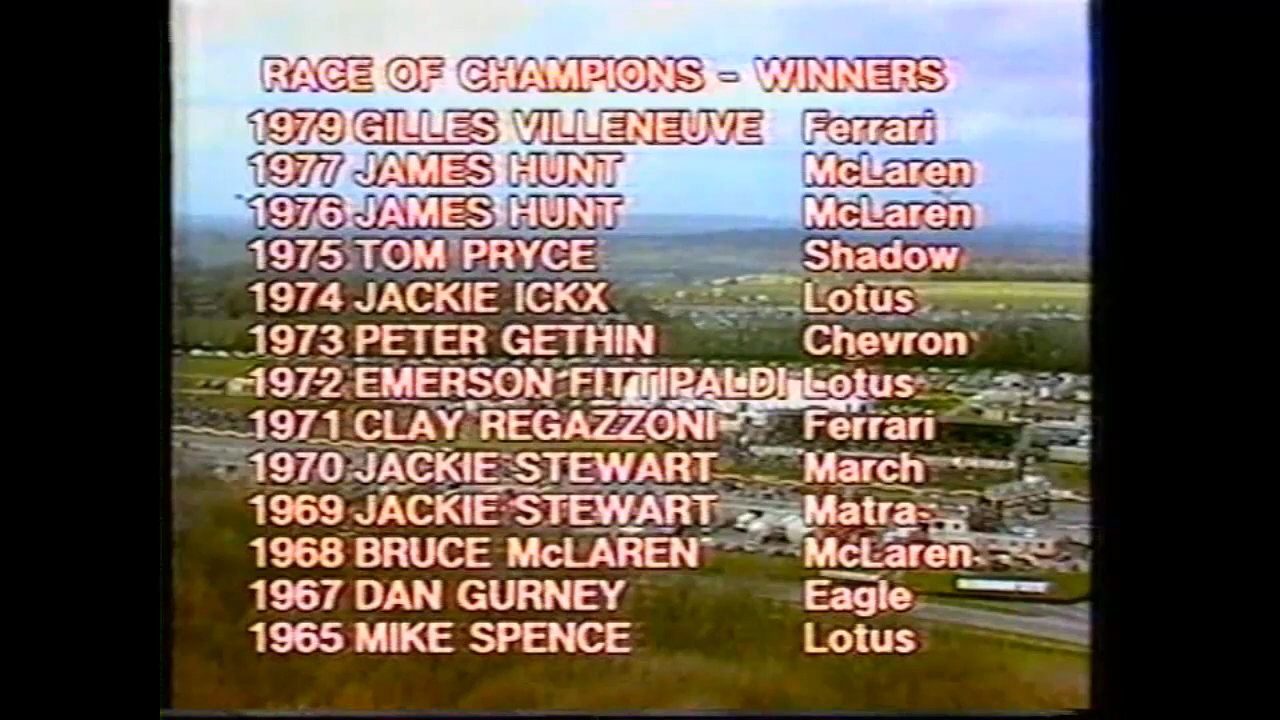 RACE OF CHAMPIONS - WINNERS
1979 GILLES VILLENEUVE Ferrari
1977 JAMES HUNT McLaren
1976 JAMES HUNT McLaren
1975 TOM PRYCE Shadow
1974 JACKIE ICKX Lotus
1973 PETER GETHIN Chevron
1972 EMERSON FITTIPALDI Lotus
1971 CLAY REGAZZONI Ferrari
1970 JACKIE STEWART March
1969 JACKIE STEWART Matra
1968 BRUCE McLAREN McLaren
1967 DAN GURNEY Eagle
1965 MIKE SPENCE Lotus